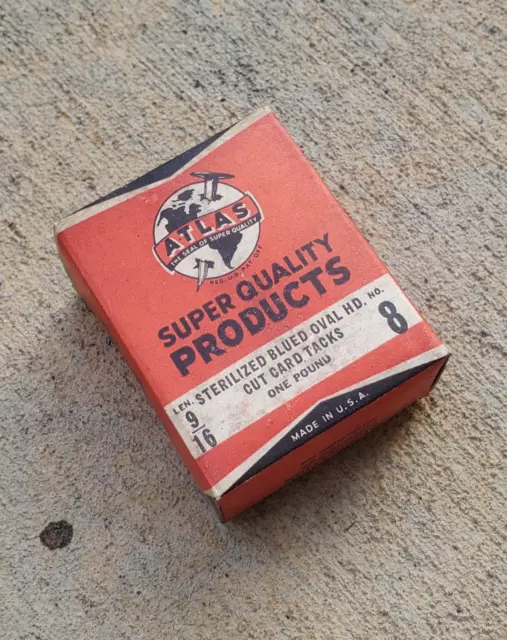 ATLAS
THE SEAL OF SUPER QUALITY
REG. U.S. PAT. OFF.
SUPER QUALITY
PRODUCTS
LEN. 9/16
STERILIZED BLUED OVAL HD.
CUT CARD TACKS
ONE POUND
NO. 8
MADE IN U.S.A.